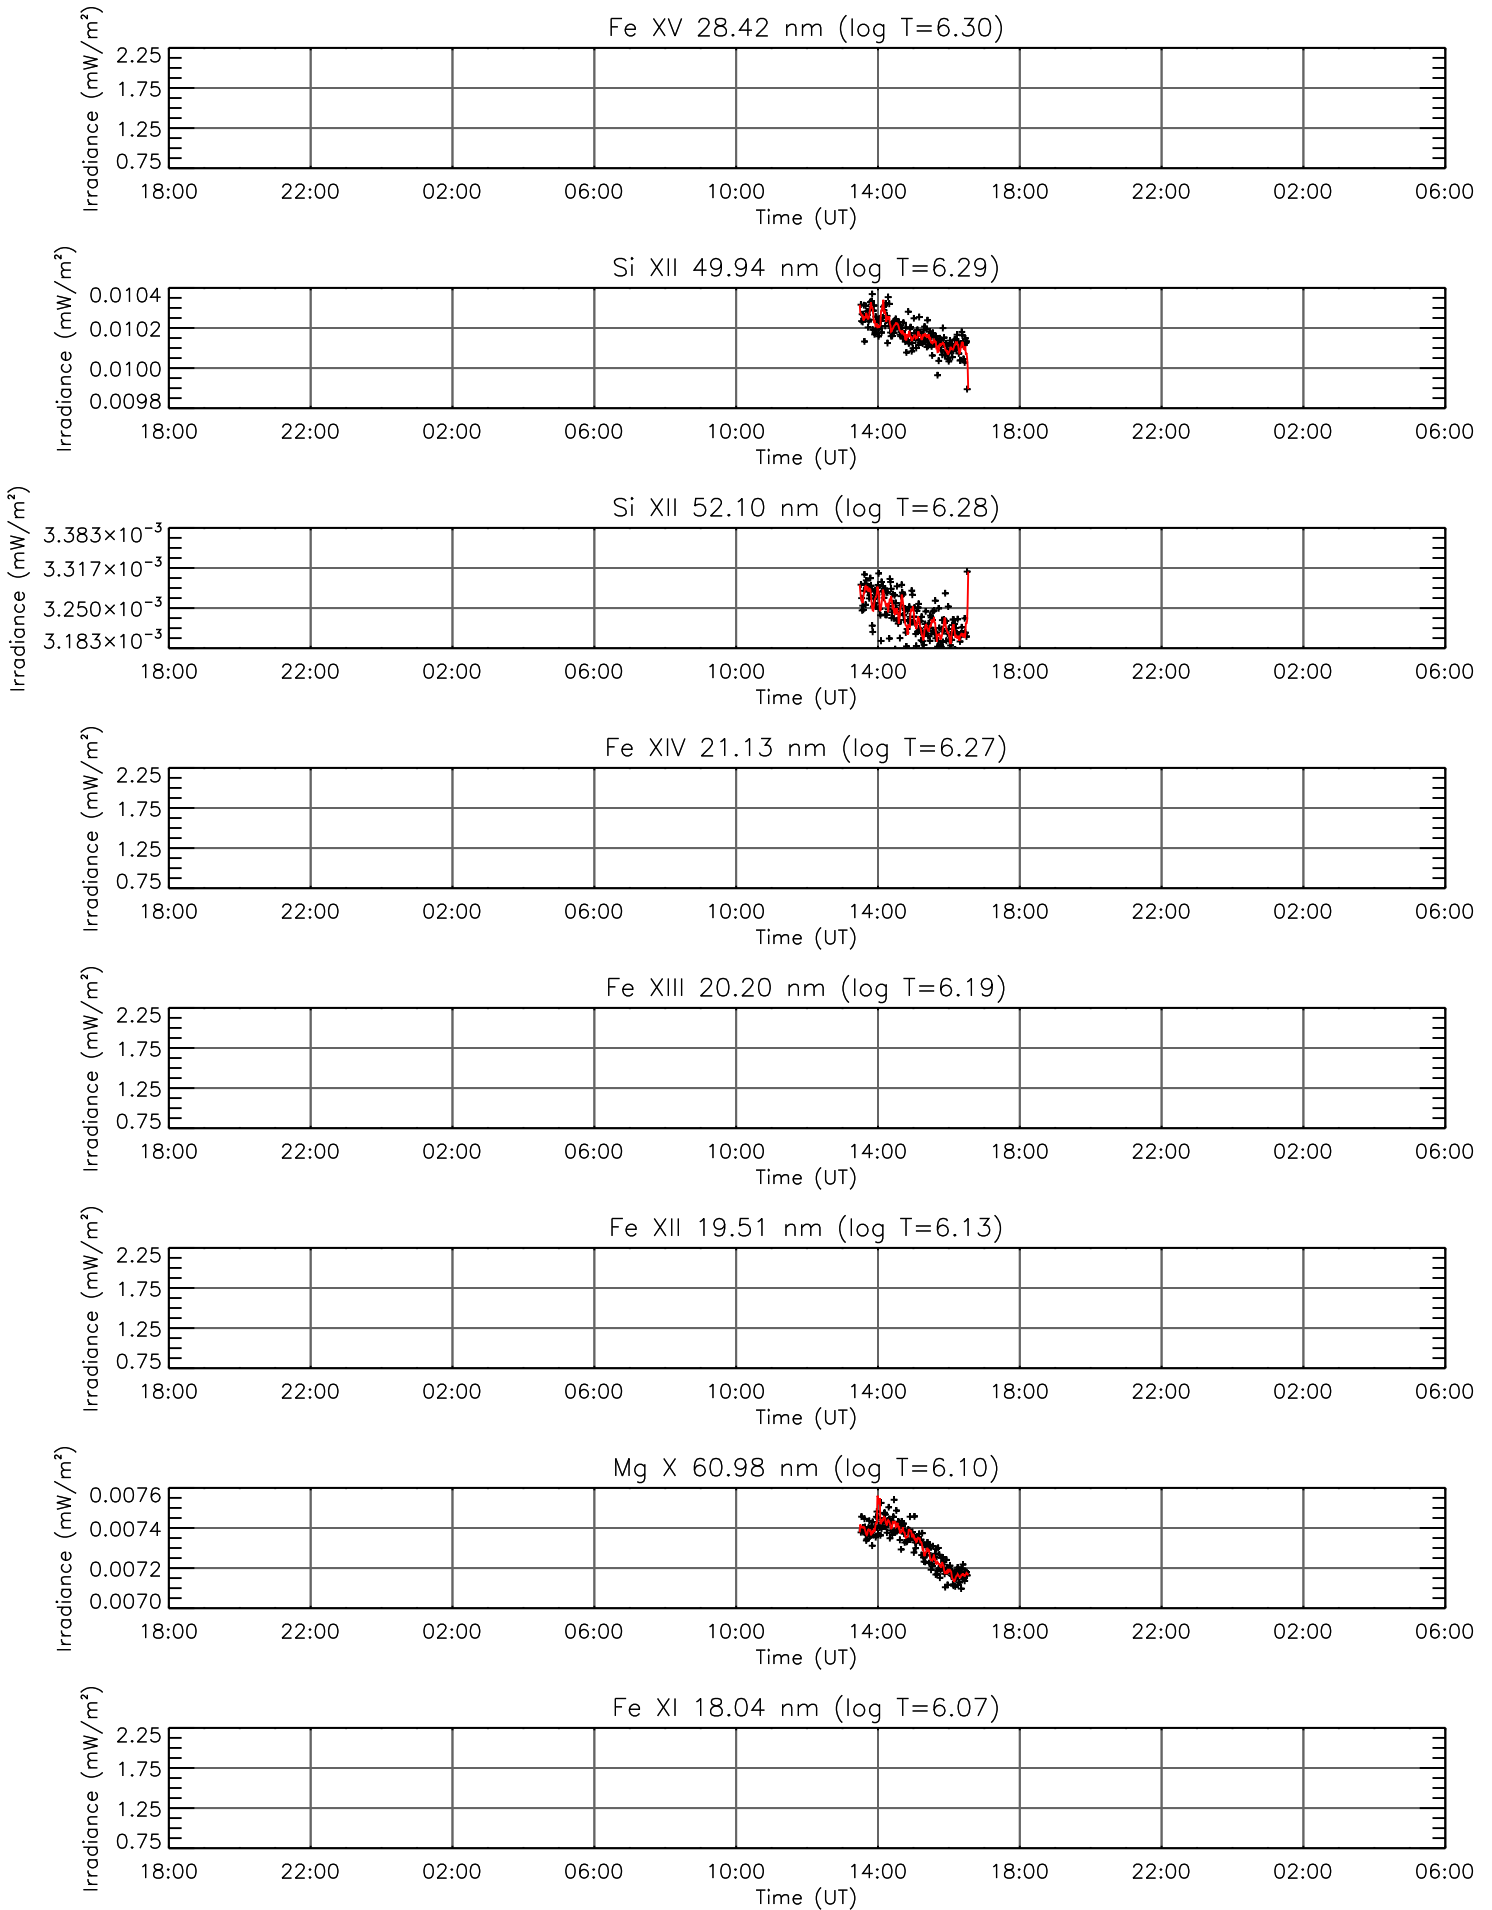 Fe XV 28.42 nm (log T=6.30)
Irradiance (mW/m²)
2.25
1.75
1.25
0.75
18:00 22:00 02:00 06:00 10:00 14:00 18:00 22:00 02:00 06:00
Time (UT)
Si XII 49.94 nm (log T=6.29)
Irradiance (mW/m²)
0.0104
0.0102
0.0100
0.0098
18:00 22:00 02:00 06:00 10:00 14:00 18:00 22:00 02:00 06:00
Time (UT)
Si XII 52.10 nm (log T=6.28)
Irradiance (mW/m²)
3.383×10⁻³
3.317×10⁻³
3.250×10⁻³
3.183×10⁻³
18:00 22:00 02:00 06:00 10:00 14:00 18:00 22:00 02:00 06:00
Time (UT)
Fe XIV 21.13 nm (log T=6.27)
Irradiance (mW/m²)
2.25
1.75
1.25
0.75
18:00 22:00 02:00 06:00 10:00 14:00 18:00 22:00 02:00 06:00
Time (UT)
Fe XIII 20.20 nm (log T=6.19)
Irradiance (mW/m²)
2.25
1.75
1.25
0.75
18:00 22:00 02:00 06:00 10:00 14:00 18:00 22:00 02:00 06:00
Time (UT)
Fe XII 19.51 nm (log T=6.13)
Irradiance (mW/m²)
2.25
1.75
1.25
0.75
18:00 22:00 02:00 06:00 10:00 14:00 18:00 22:00 02:00 06:00
Time (UT)
Mg X 60.98 nm (log T=6.10)
Irradiance (mW/m²)
0.0076
0.0074
0.0072
0.0070
18:00 22:00 02:00 06:00 10:00 14:00 18:00 22:00 02:00 06:00
Time (UT)
Fe XI 18.04 nm (log T=6.07)
Irradiance (mW/m²)
2.25
1.75
1.25
0.75
18:00 22:00 02:00 06:00 10:00 14:00 18:00 22:00 02:00 06:00
Time (UT)